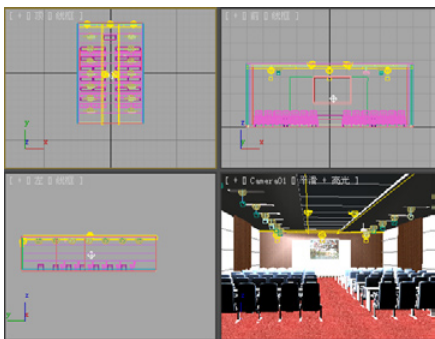 [ + 顶 线框 ]
[ + 前 线框 ]
[ + 左 线框 ]
[ + Camera01 平滑 + 高光 ]